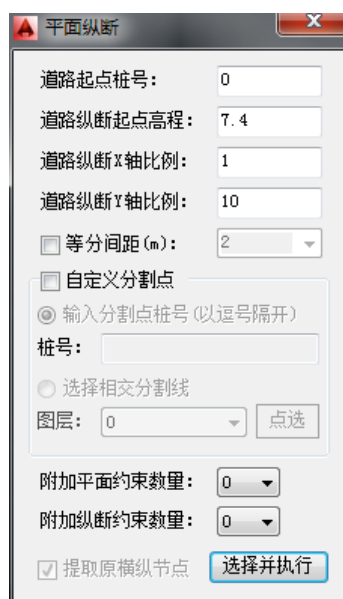 平面纵断
道路起点桩号: 0
道路纵断起点高程: 7.4
道路纵断X轴比例: 1
道路纵断Y轴比例: 10
等分间距(m): 2
自定义分割点
输入分割点桩号(以逗号隔开)
桩号:
选择相交分割线
图层: 0 点选
附加平面约束数量: 0
附加纵断约束数量: 0
提取原横纵节点 选择并执行